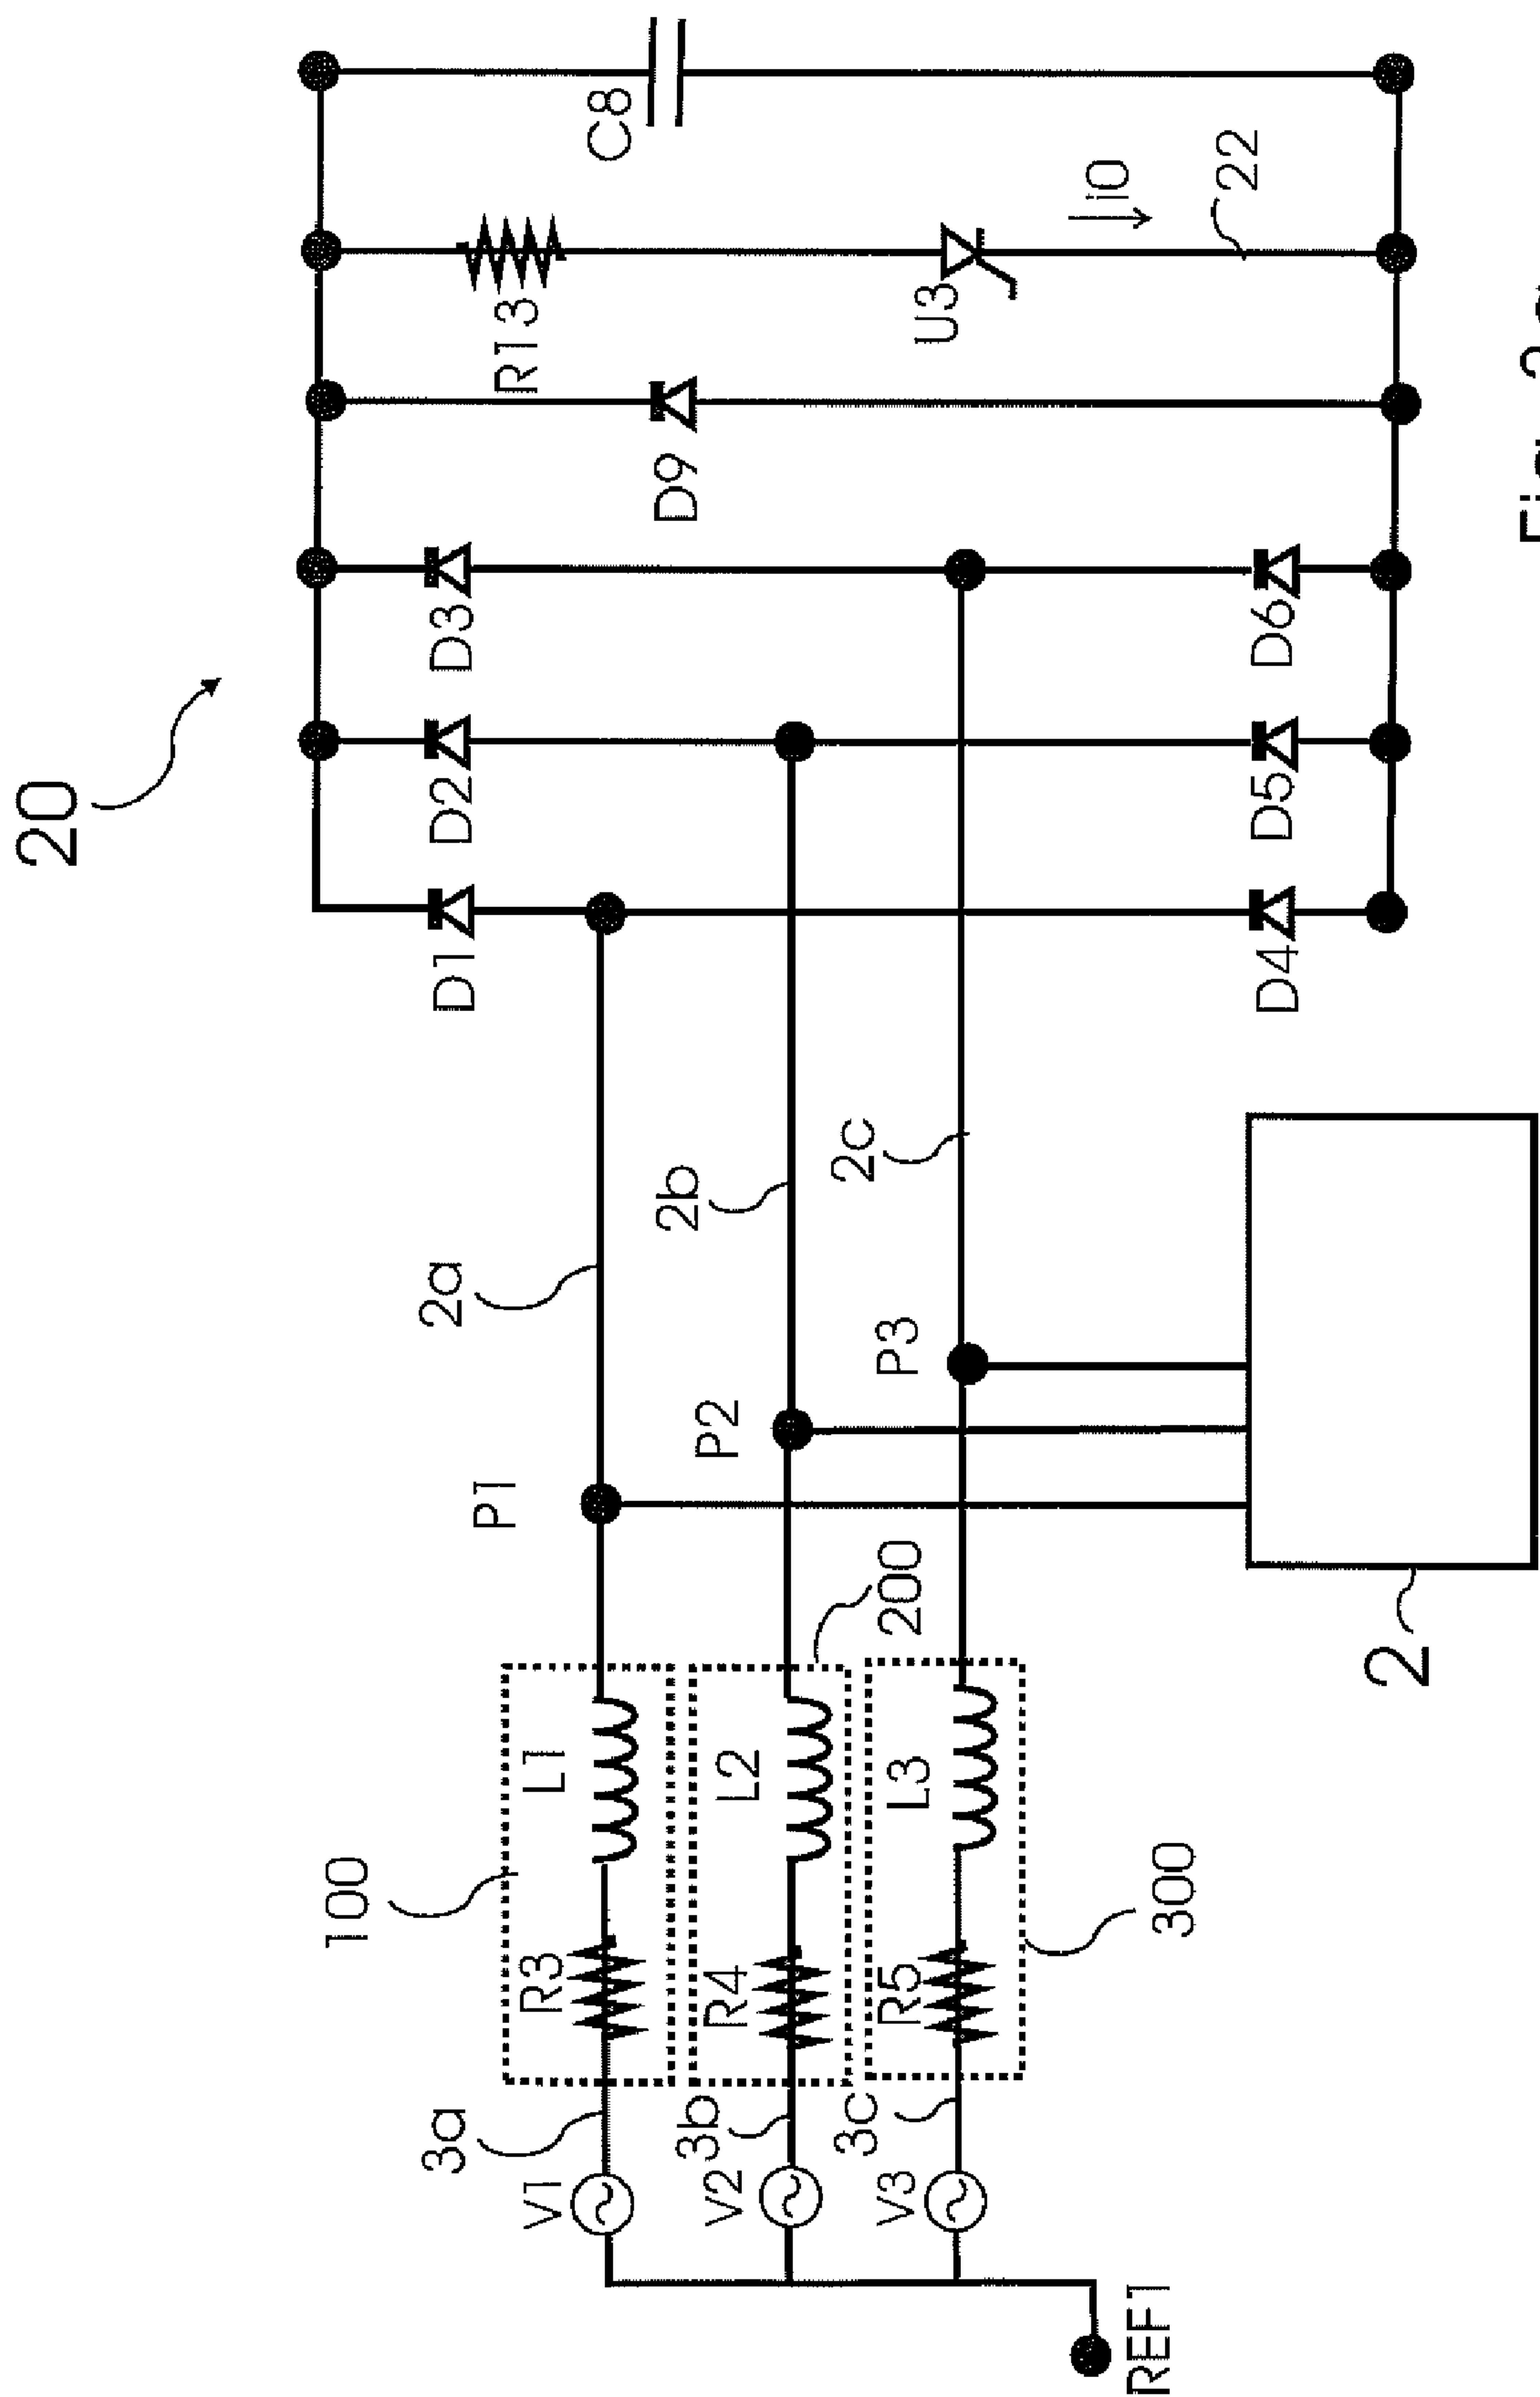 20
C8
R13
U3
i0
22
D9
D3
D6
D2
D5
D1
D4
2a
2b
2c
P1
P2
P3
2
100
200
300
L1
L2
L3
R3
R4
R5
3a
3b
3c
V1
V2
V3
REF1